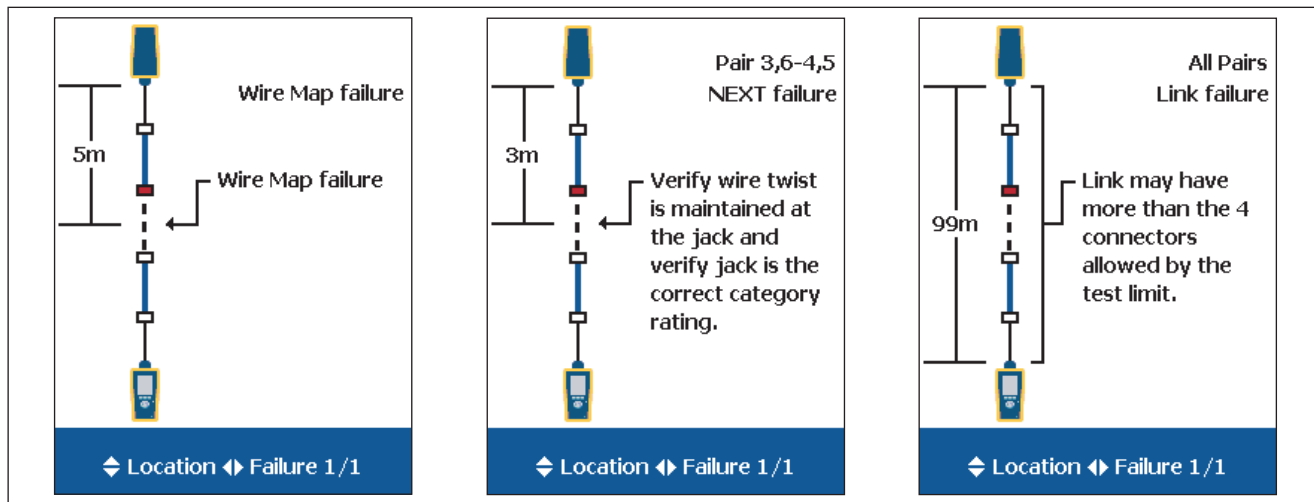 Wire Map failure
5m
Wire Map failure
Location Failure 1/1
Pair 3,6-4,5
NEXT failure
3m
Verify wire twist
is maintained at
the jack and
verify jack is the
correct category
rating.
Location Failure 1/1
All Pairs
Link failure
99m
Link may have
more than the 4
connectors
allowed by the
test limit.
Location Failure 1/1